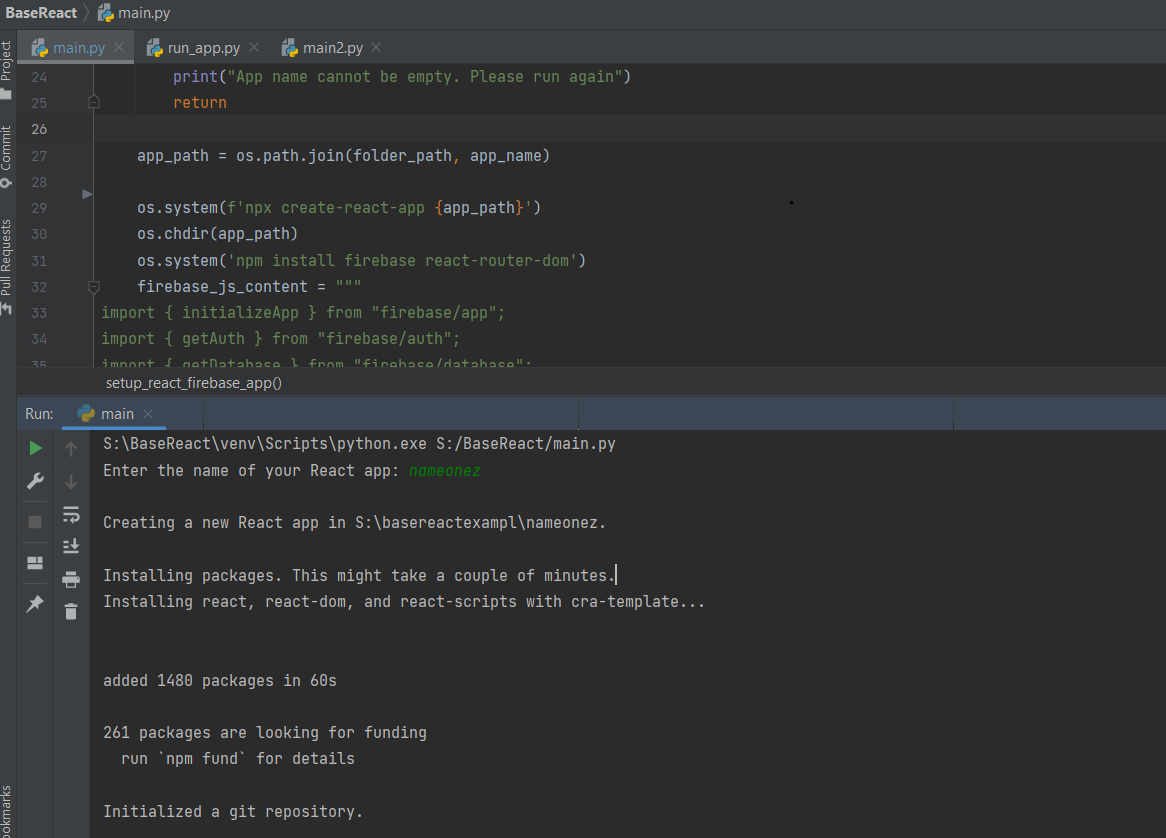 BaseReact main.py
main.py run_app.py main2.py
Project
Commit
Pull Requests
ookmarks
24 print("App name cannot be empty. Please run again")
25 return
26
27 app_path = os.path.join(folder_path, app_name)
28
29 os.system(f'npx create-react-app {app_path}')
30 os.chdir(app_path)
31 os.system('npm install firebase react-router-dom')
32 firebase_js_content = """
33 import { initializeApp } from "firebase/app";
34 import { getAuth } from "firebase/auth";
35 import { getDatabase } from "firebase/database";
setup_react_firebase_app()
Run: main
S:\BaseReact\venv\Scripts\python.exe S:/BaseReact/main.py
Enter the name of your React app: nameonez
Creating a new React app in S:\basereactexampl\nameonez.
Installing packages. This might take a couple of minutes.
Installing react, react-dom, and react-scripts with cra-template...
added 1480 packages in 60s
261 packages are looking for funding
run `npm fund` for details
Initialized a git repository.